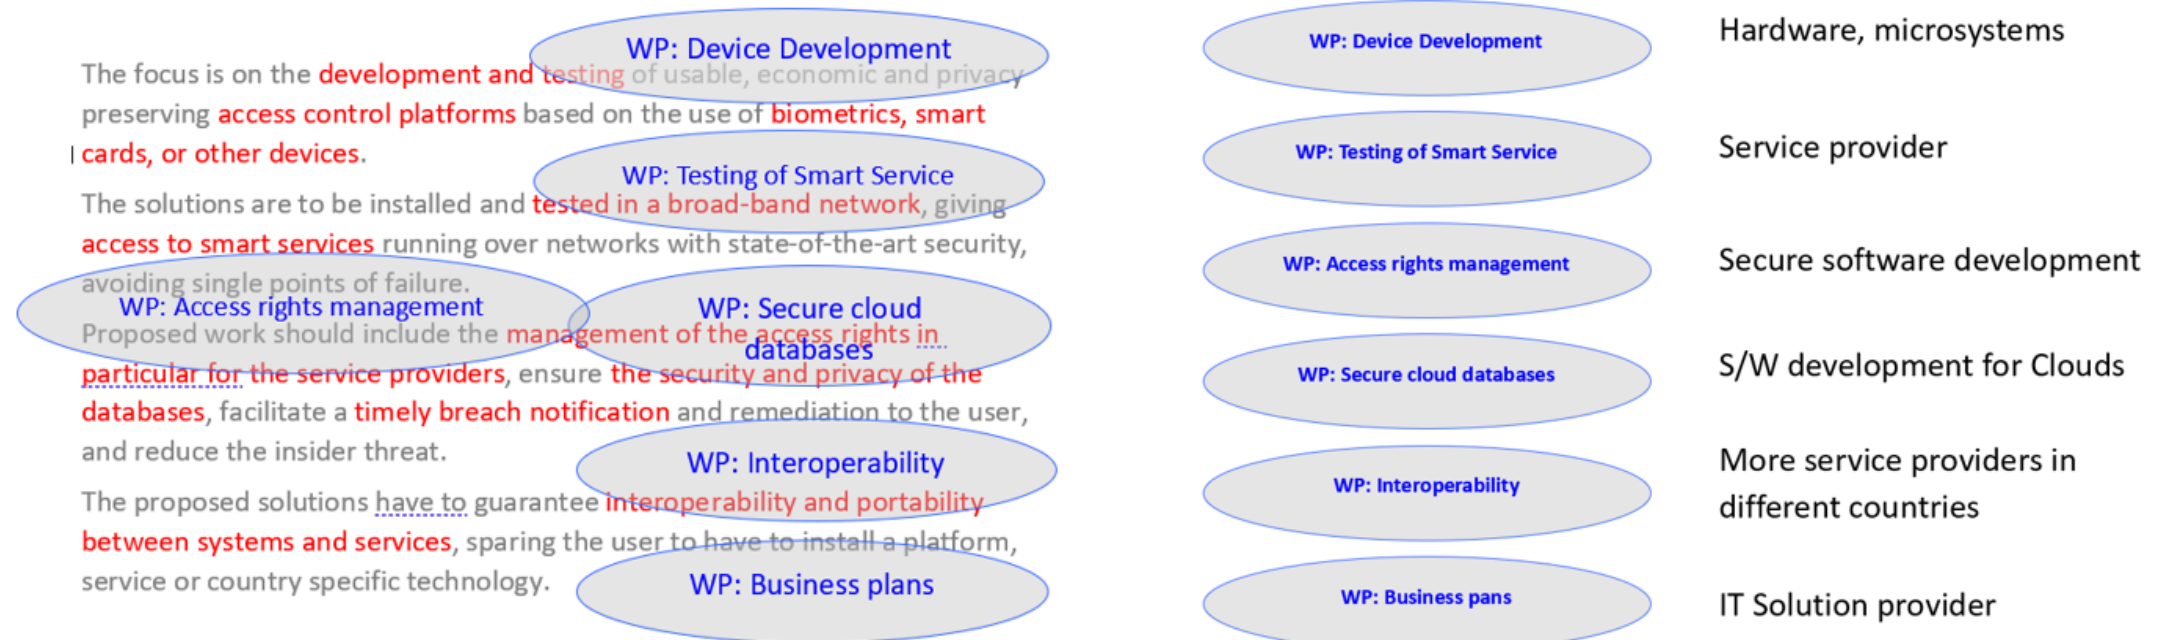 WP: Device Development
The focus is on the development and testing of usable, economic and privacy
preserving access control platforms based on the use of biometrics, smart
cards, or other devices.
WP: Testing of Smart Service
The solutions are to be installed and tested in a broad-band network, giving
access to smart services running over networks with state-of-the-art security,
avoiding single points of failure.
WP: Access rights management
WP: Secure cloud
databases
Proposed work should include the management of the access rights in
particular for the service providers, ensure the security and privacy of the
databases, facilitate a timely breach notification and remediation to the user,
and reduce the insider threat.
WP: Interoperability
The proposed solutions have to guarantee interoperability and portability
between systems and services, sparing the user to have to install a platform,
service or country specific technology.
WP: Business plans
WP: Device Development
Hardware, microsystems
WP: Testing of Smart Service
Service provider
WP: Access rights management
Secure software development
WP: Secure cloud databases
S/W development for Clouds
WP: Interoperability
More service providers in
different countries
WP: Business pans
IT Solution provider